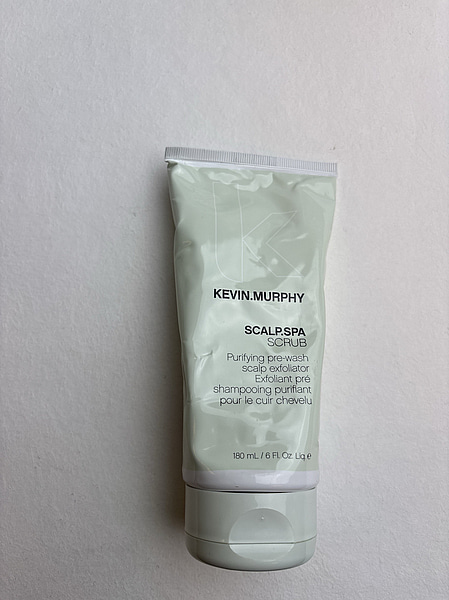 KEVIN.MURPHY
SCALP.SPA
SCRUB
Purifying pre-wash
scalp exfoliator
Exfoliant pré
shampooing purifiant
pour le cuir chevelu
180 mL / 6 Fl. Oz. Liq. e